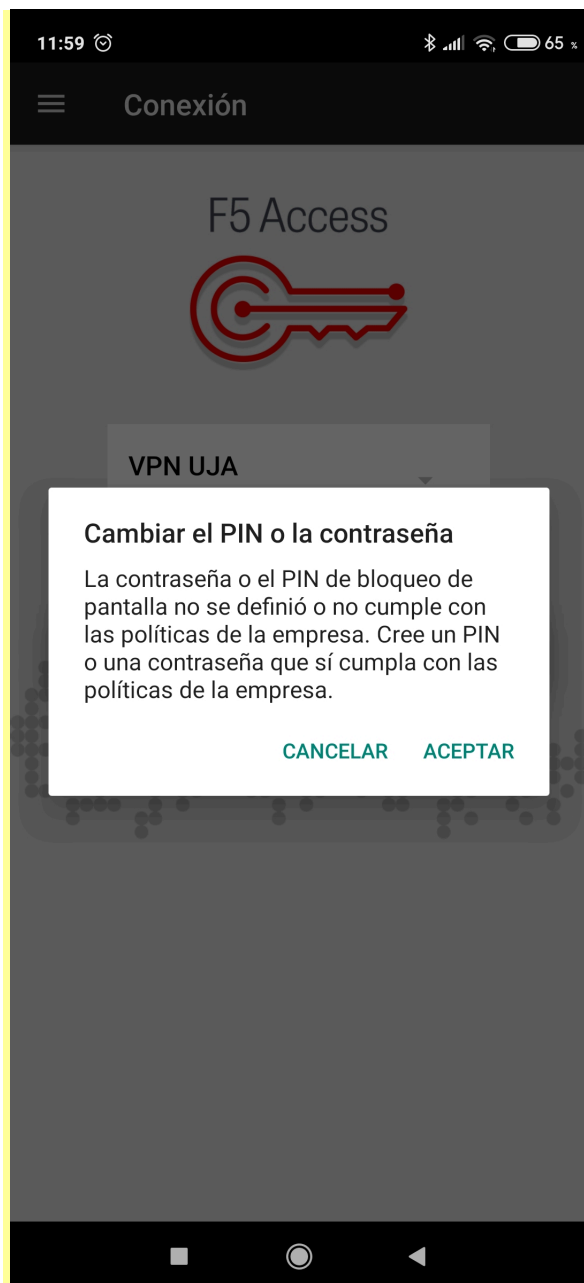 11:59
65 %
Conexión
F5 Access
VPN UJA
Cambiar el PIN o la contraseña
La contraseña o el PIN de bloqueo de
pantalla no se definió o no cumple con
las políticas de la empresa. Cree un PIN
o una contraseña que sí cumpla con las
políticas de la empresa.
CANCELAR ACEPTAR